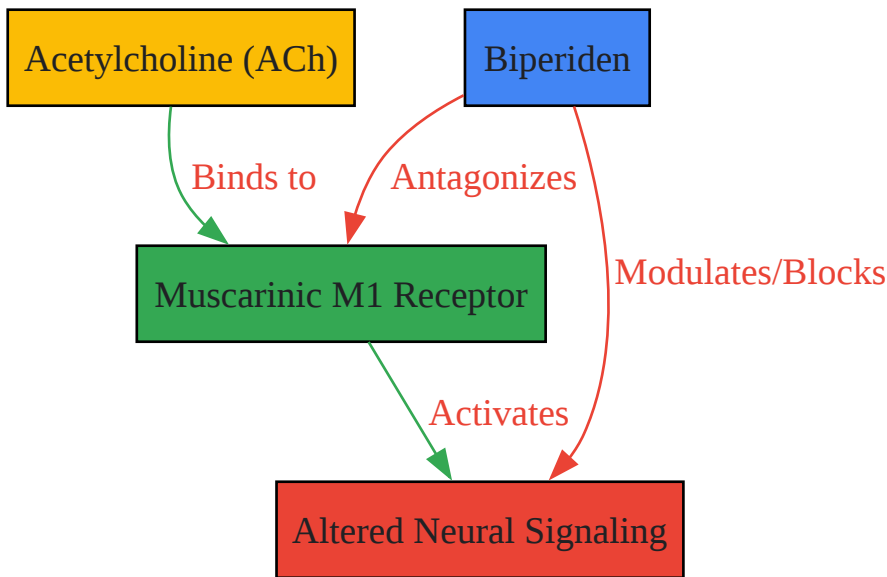 Acetylcholine (ACh)
Biperiden
Binds to
Antagonizes
Modulates/Blocks
Muscarinic M1 Receptor
Activates
Altered Neural Signaling